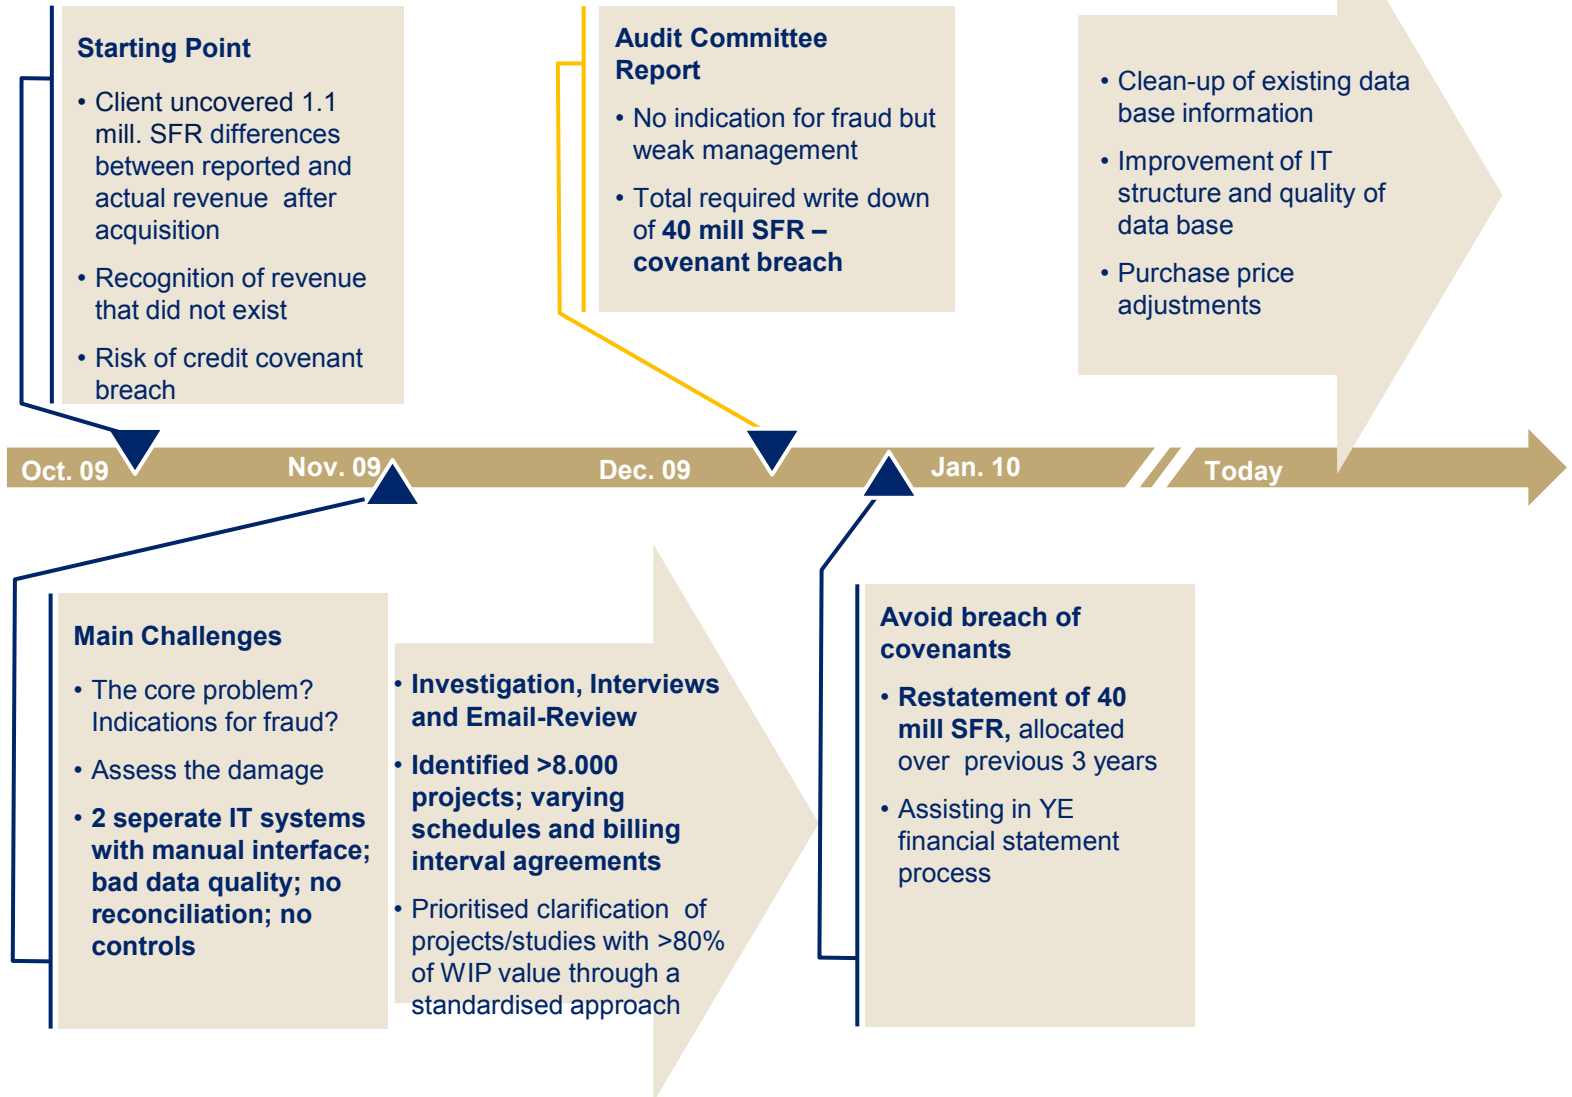 Starting Point
• Client uncovered 1.1
mill. SFR differences
between reported and
actual revenue after
acquisition
• Recognition of revenue
that did not exist
• Risk of credit covenant
breach
Audit Committee
Report
• No indication for fraud but
weak management
• Total required write down
of 40 mill SFR –
covenant breach
• Clean-up of existing data
base information
• Improvement of IT
structure and quality of
data base
• Purchase price
adjustments
Oct. 09
Nov. 09
Dec. 09
Jan. 10
Today
Main Challenges
• The core problem?
Indications for fraud?
• Assess the damage
• 2 seperate IT systems
with manual interface;
bad data quality; no
reconciliation; no
controls
• Investigation, Interviews
and Email-Review
• Identified >8.000
projects; varying
schedules and billing
interval agreements
• Prioritised clarification of
projects/studies with >80%
of WIP value through a
standardised approach
Avoid breach of
covenants
• Restatement of 40
mill SFR, allocated
over previous 3 years
• Assisting in YE
financial statement
process